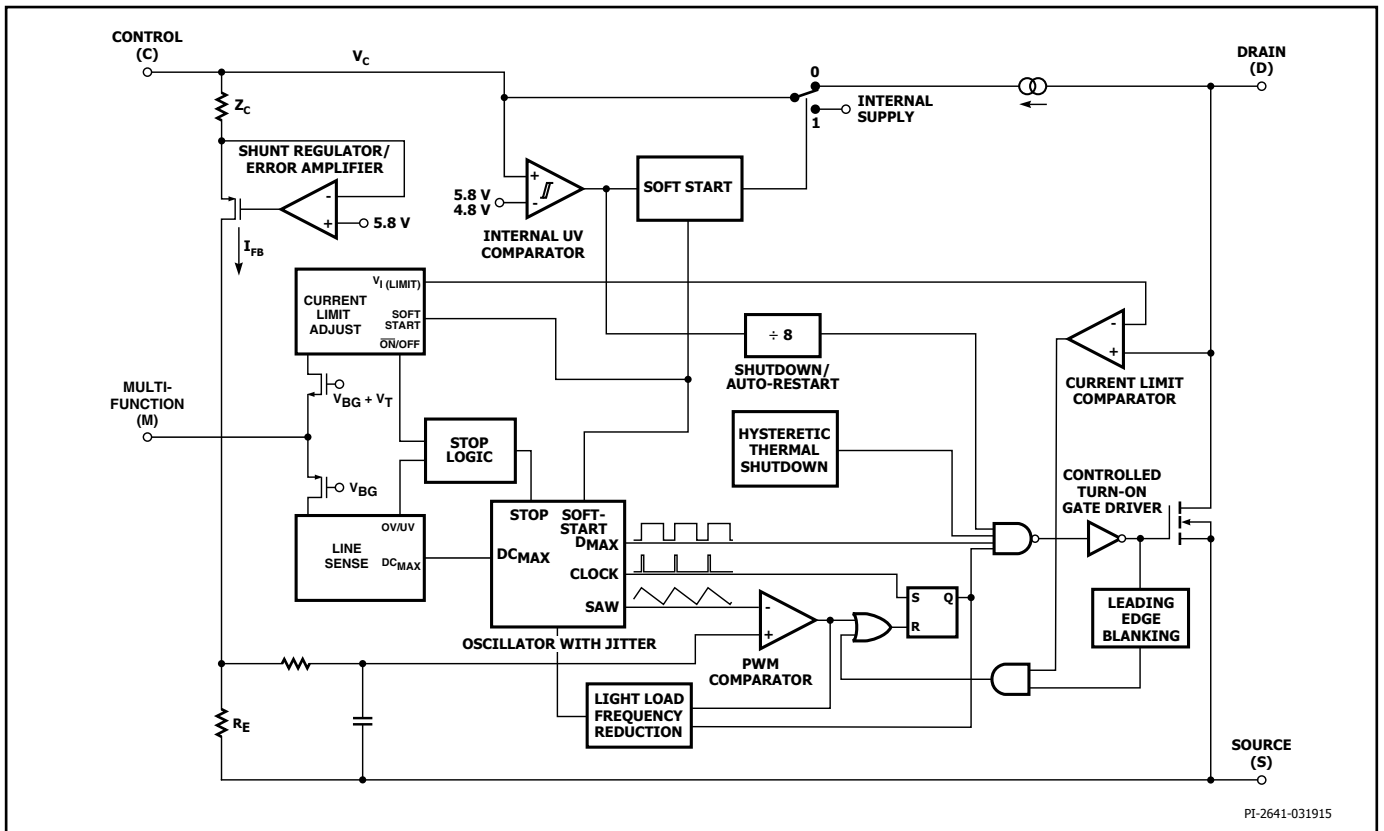 CONTROL
(C)
V_C
DRAIN
(D)
0
1
INTERNAL
SUPPLY
Z_C
SHUNT REGULATOR/
ERROR AMPLIFIER
-
+
5.8 V
I_FB
+
-
5.8 V
4.8 V
INTERNAL UV
COMPARATOR
SOFT START
CURRENT
LIMIT
ADJUST
V_I (LIMIT)
SOFT
START
O̅N̅/OFF
÷ 8
SHUTDOWN/
AUTO-RESTART
-
+
CURRENT LIMIT
COMPARATOR
MULTI-
FUNCTION
(M)
V_BG + V_T
STOP
LOGIC
HYSTERETIC
THERMAL
SHUTDOWN
CONTROLLED
TURN-ON
GATE DRIVER
V_BG
OV/UV
LINE
SENSE
DC_MAX
STOP
SOFT-
START
DC_MAX
D_MAX
CLOCK
SAW
OSCILLATOR WITH JITTER
-
+
PWM
COMPARATOR
S
Q
R
LEADING
EDGE
BLANKING
LIGHT LOAD
FREQUENCY
REDUCTION
R_E
SOURCE
(S)
PI-2641-031915